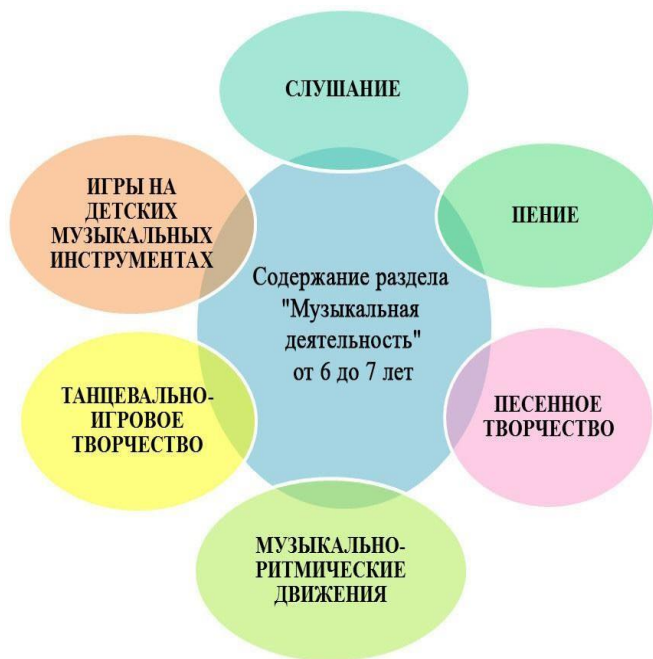 СЛУШАНИЕ
ПЕНИЕ
ПЕСЕННОЕ
ТВОРЧЕСТВО
МУЗЫКАЛЬНО-
РИТМИЧЕСКИЕ
ДВИЖЕНИЯ
ТАНЦЕВАЛЬНО-
ИГРОВОЕ
ТВОРЧЕСТВО
ИГРЫ НА
ДЕТСКИХ
МУЗЫКАЛЬНЫХ
ИНСТРУМЕНТАХ
Содержание раздела
"Музыкальная
деятельность"
от 6 до 7 лет